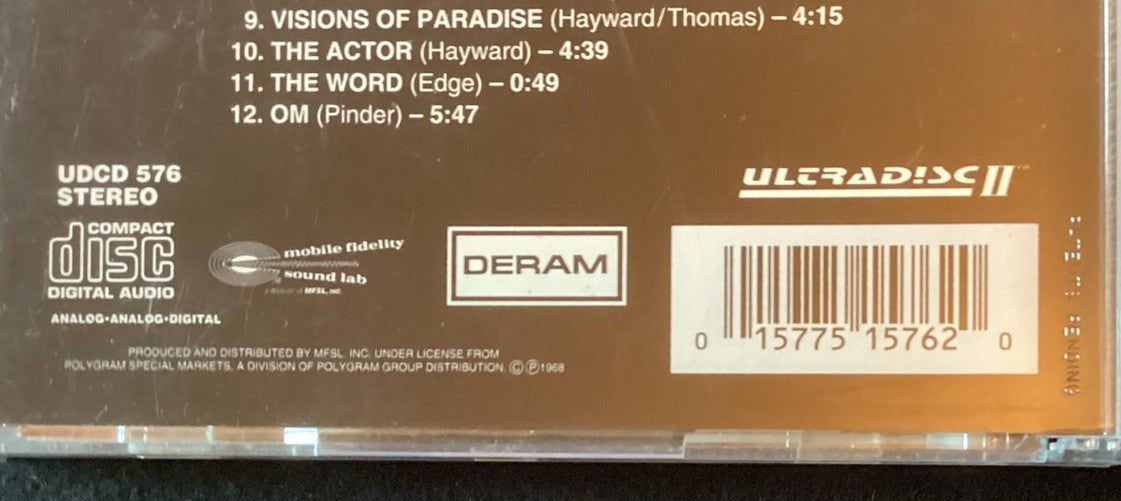 9. VISIONS OF PARADISE (Hayward/Thomas) – 4:15
10. THE ACTOR (Hayward) – 4:39
11. THE WORD (Edge) – 0:49
12. OM (Pinder) – 5:47
UDCD 576
STEREO
ULTRADISC II™
COMPACT
disc
DIGITAL AUDIO
mobile fidelity
sound lab
MFSL, INC.
DERAM
ANALOG•ANALOG•DIGITAL
0 15775 15762 0
PRODUCED AND DISTRIBUTED BY MFSL, INC. UNDER LICENSE FROM
POLYGRAM SPECIAL MARKETS, A DIVISION OF POLYGRAM GROUP DISTRIBUTION, ©℗1968